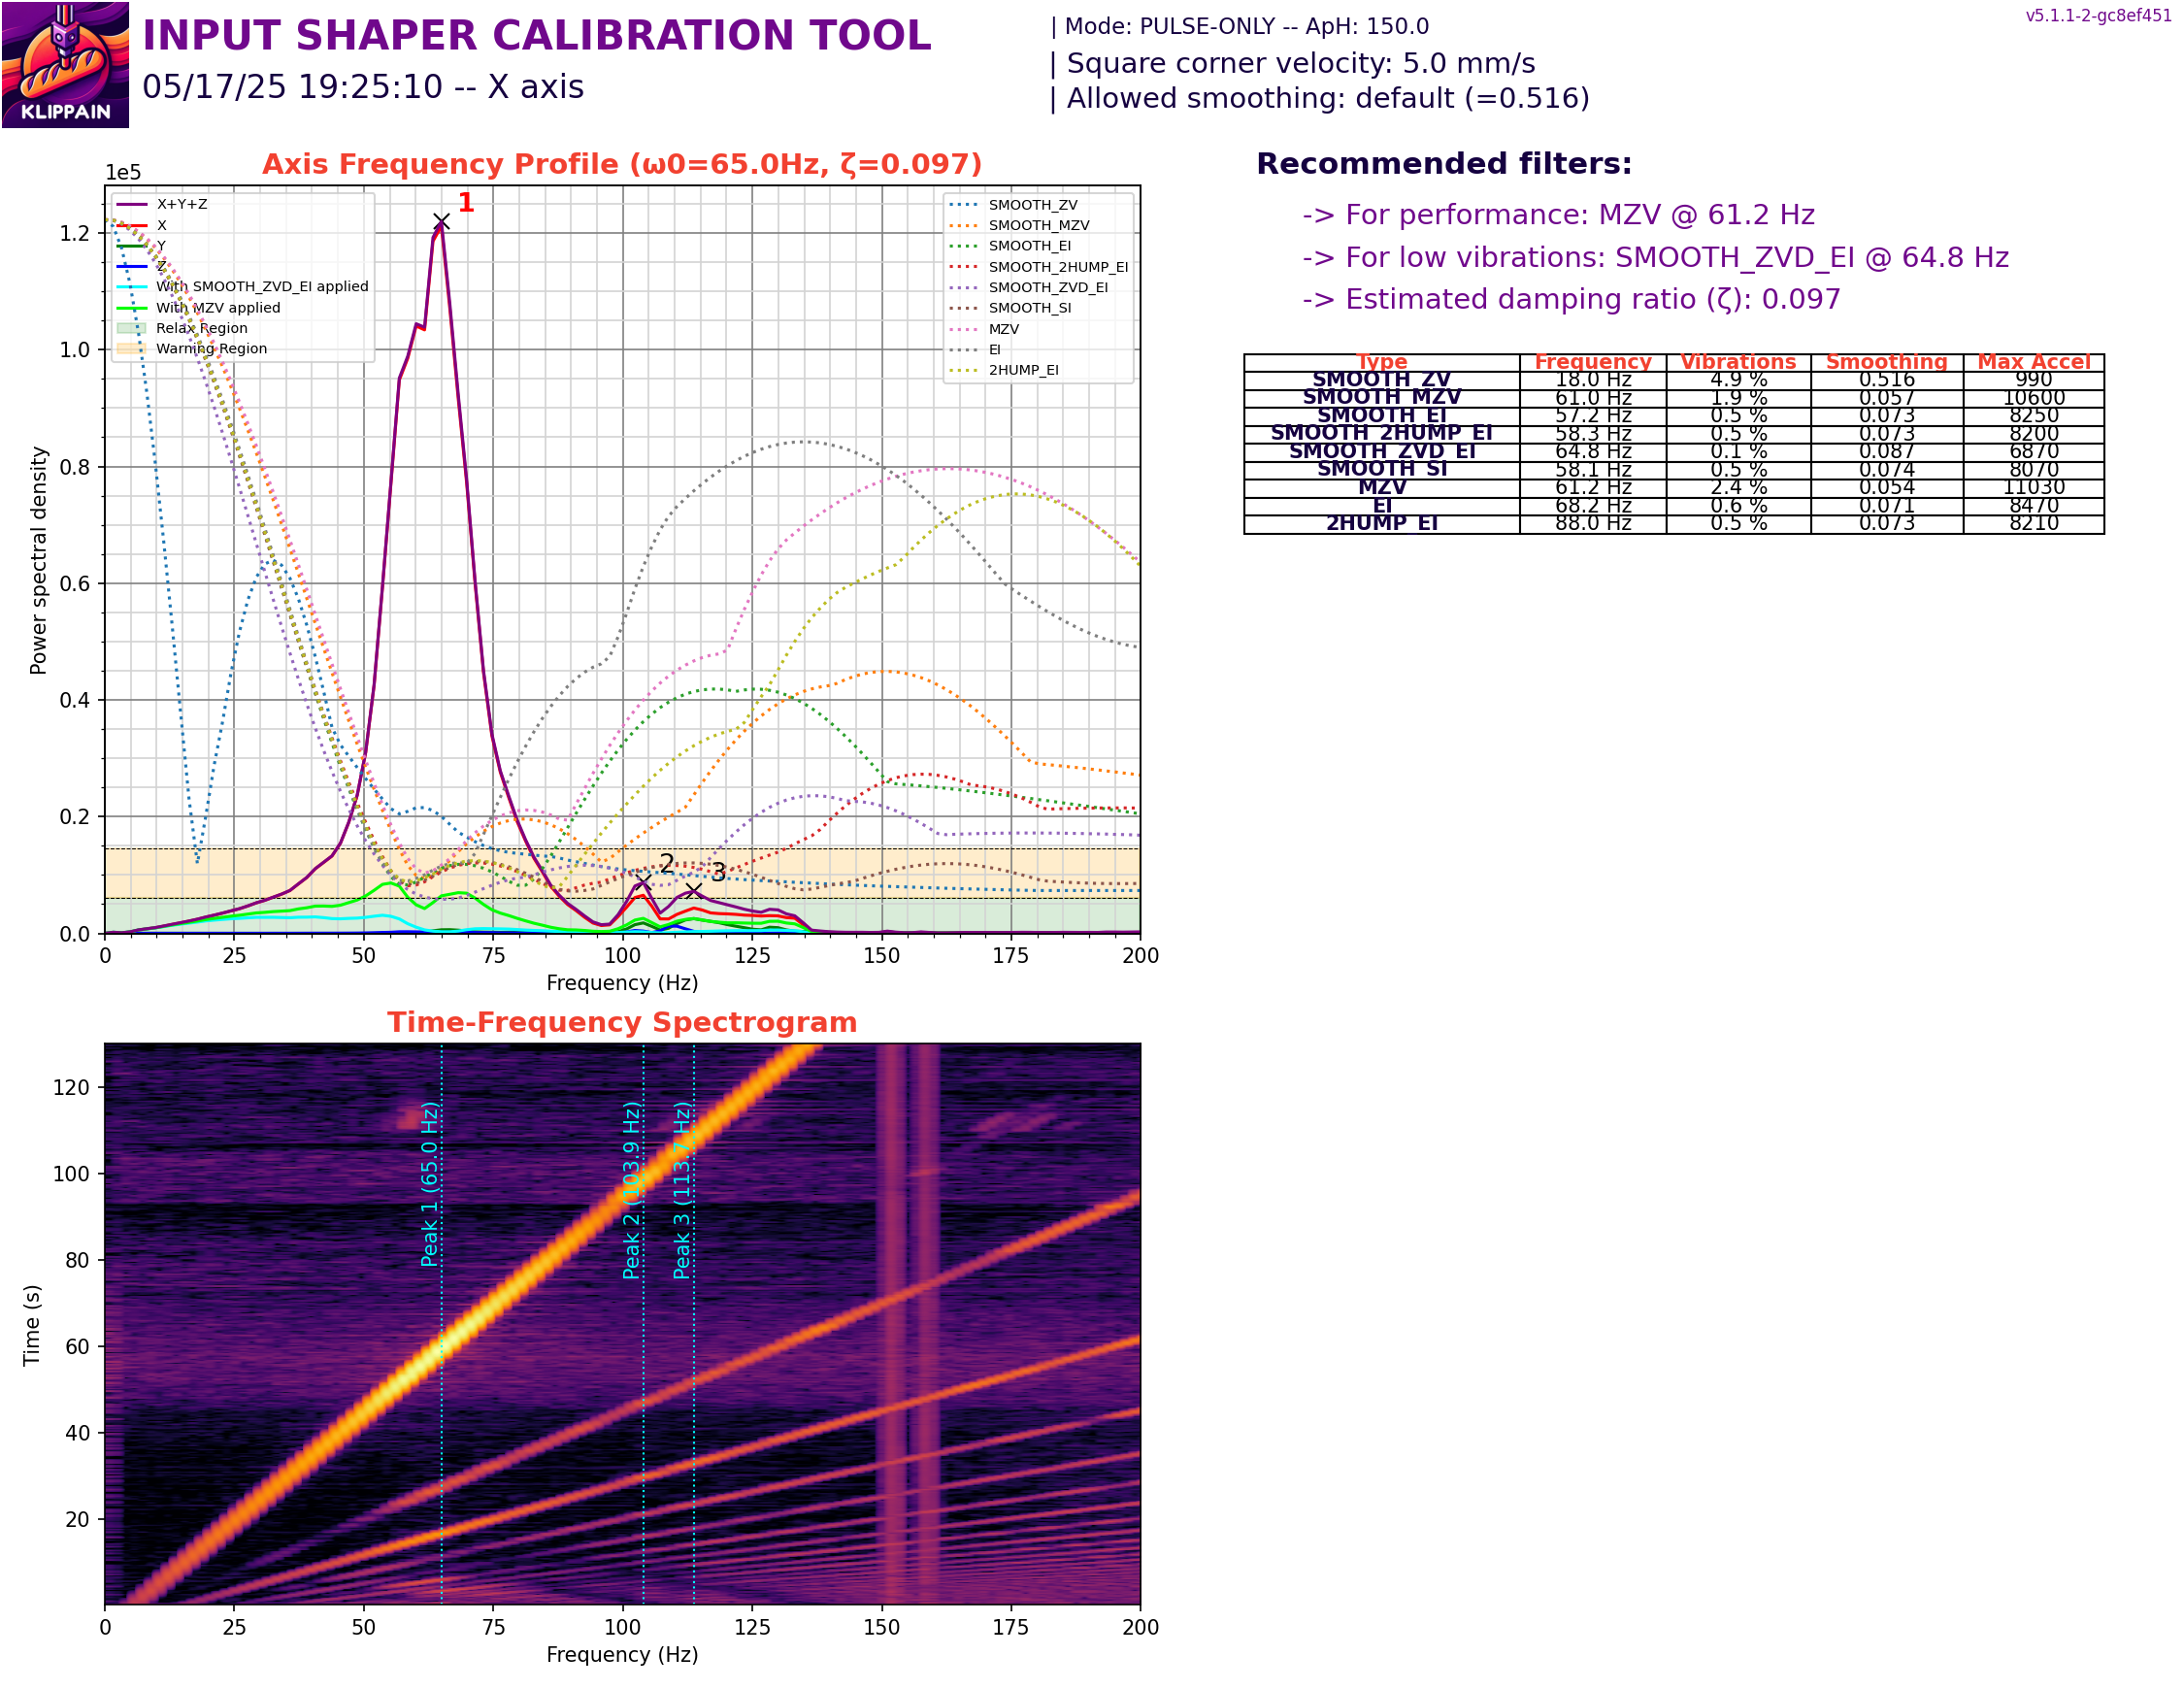 KLIPPAIN
INPUT SHAPER CALIBRATION TOOL
05/17/25 19:25:10 -- X axis
| Mode: PULSE-ONLY -- ApH: 150.0
| Square corner velocity: 5.0 mm/s
| Allowed smoothing: default (=0.516)
v5.1.1-2-gc8ef451
Axis Frequency Profile (ω0=65.0Hz, ζ=0.097)
1e5
X+Y+Z
X
Y
Z
With SMOOTH_ZVD_EI applied
With MZV applied
Relax Region
Warning Region
SMOOTH_ZV
SMOOTH_MZV
SMOOTH_EI
SMOOTH_2HUMP_EI
SMOOTH_ZVD_EI
SMOOTH_SI
MZV
EI
2HUMP_EI
1
2
3
Power spectral density
1.2
1.0
0.8
0.6
0.4
0.2
0.0
0 25 50 75 100 125 150 175 200
Frequency (Hz)
Recommended filters:
-> For performance: MZV @ 61.2 Hz
-> For low vibrations: SMOOTH_ZVD_EI @ 64.8 Hz
-> Estimated damping ratio (ζ): 0.097
Type Frequency Vibrations Smoothing Max Accel
SMOOTH_ZV 18.0 Hz 4.9 % 0.516 990
SMOOTH_MZV 61.0 Hz 1.9 % 0.057 10600
SMOOTH_EI 57.2 Hz 0.5 % 0.073 8250
SMOOTH_2HUMP_EI 58.3 Hz 0.5 % 0.073 8200
SMOOTH_ZVD_EI 64.8 Hz 0.1 % 0.087 6870
SMOOTH_SI 58.1 Hz 0.5 % 0.074 8070
MZV 61.2 Hz 2.4 % 0.054 11030
EI 68.2 Hz 0.6 % 0.071 8470
2HUMP_EI 88.0 Hz 0.5 % 0.073 8210
Time-Frequency Spectrogram
Time (s)
120
100
80
60
40
20
Peak 1 (65.0 Hz)
Peak 2 (103.9 Hz)
Peak 3 (113.7 Hz)
0 25 50 75 100 125 150 175 200
Frequency (Hz)